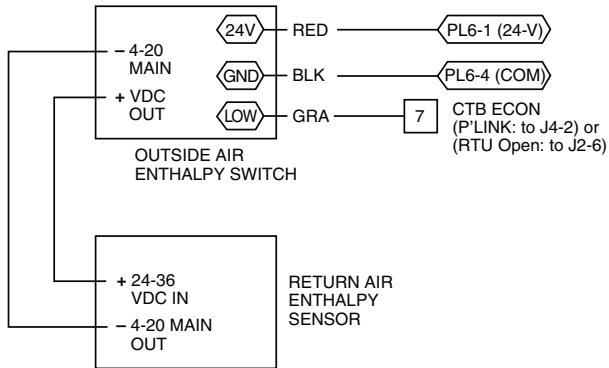 24V RED PL6-1 (24-V)
– 4-20
MAIN
GND BLK PL6-4 (COM)
+ VDC
OUT
LOW GRA 7 CTB ECON
(P'LINK: to J4-2) or
(RTU Open: to J2-6)
OUTSIDE AIR
ENTHALPY SWITCH
+ 24-36
VDC IN
– 4-20 MAIN
OUT
RETURN AIR
ENTHALPY
SENSOR